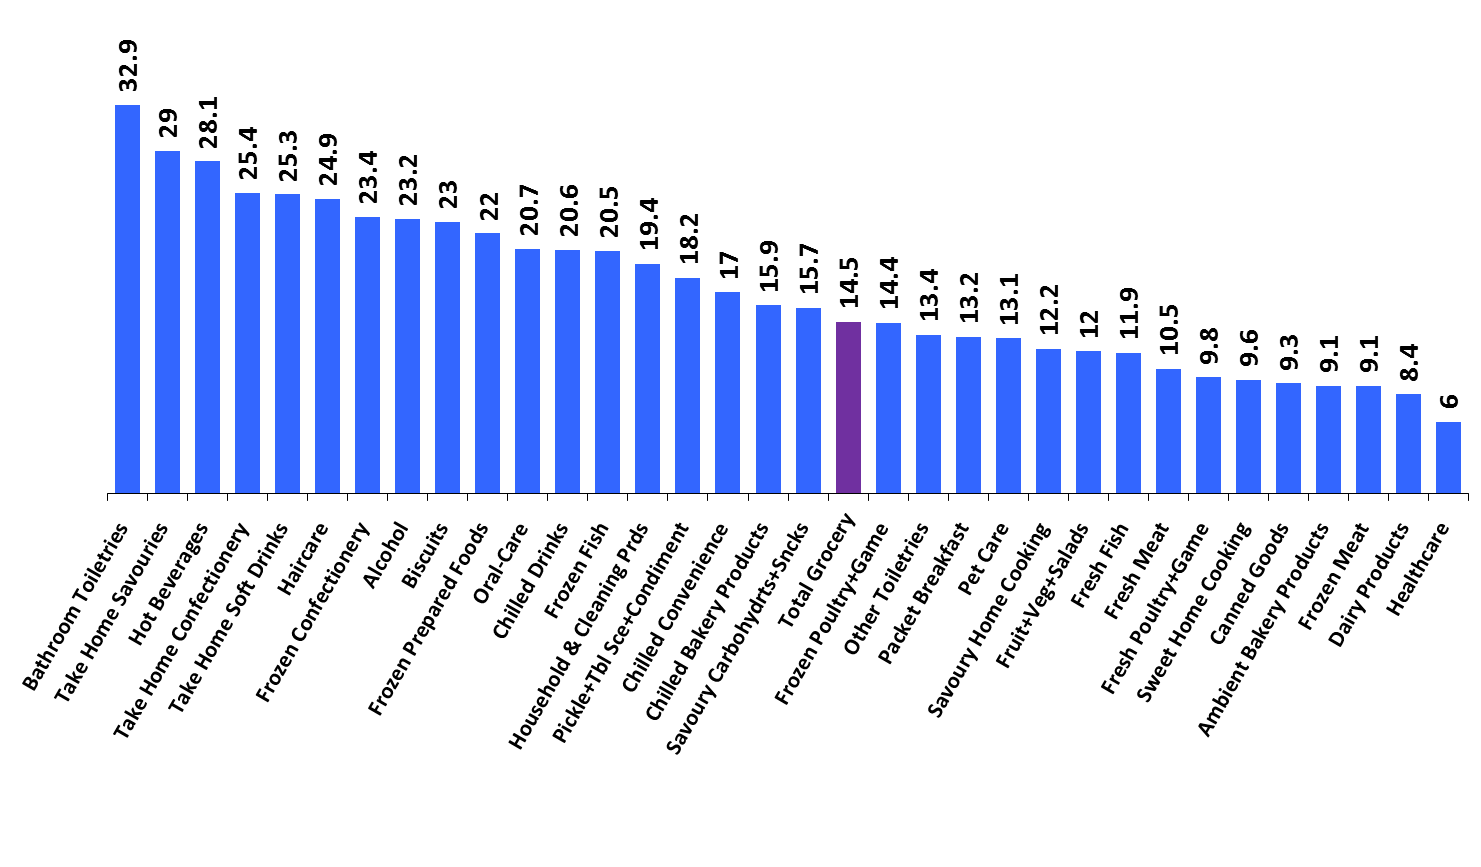 32.9
29
28.1
25.4
25.3
24.9
23.4
23.2
23
22
20.7
20.6
20.5
19.4
18.2
17
15.9
15.7
14.5
14.4
13.4
13.2
13.1
12.2
12
11.9
10.5
9.8
9.6
9.3
9.1
9.1
8.4
6
Bathroom Toiletries
Take Home Savouries
Hot Beverages
Take Home Confectionery
Take Home Soft Drinks
Haircare
Frozen Confectionery
Alcohol
Biscuits
Frozen Prepared Foods
Oral-Care
Chilled Drinks
Frozen Fish
Household & Cleaning Prds
Pickle+Tbl Sce+Condiment
Chilled Convenience
Chilled Bakery Products
Savoury Carbohydrts+Sncks
Total Grocery
Frozen Poultry+Game
Other Toiletries
Packet Breakfast
Pet Care
Savoury Home Cooking
Fruit+Veg+Salads
Fresh Fish
Fresh Meat
Fresh Poultry+Game
Sweet Home Cooking
Canned Goods
Ambient Bakery Products
Frozen Meat
Dairy Products
Healthcare